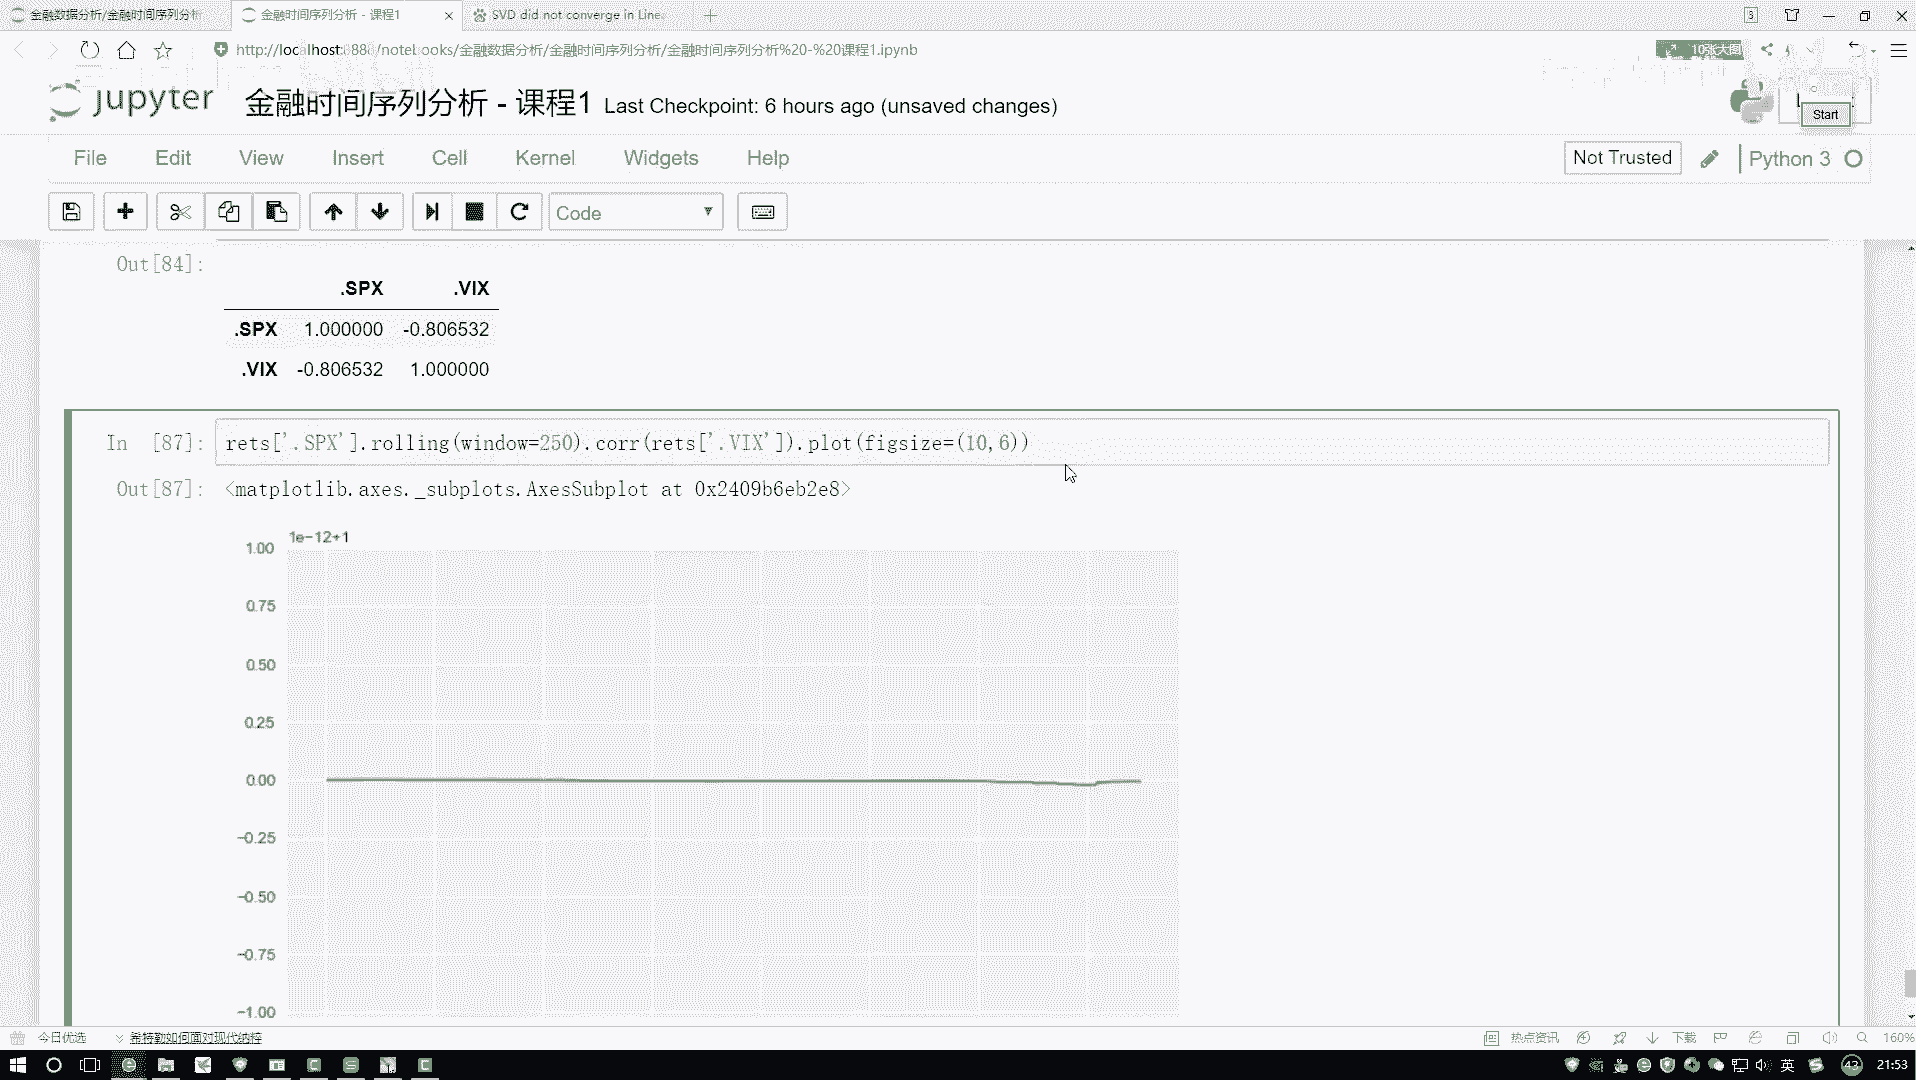 金融数据分析/金融时间序列分析
金融时间序列分析 - 课程1
SVD did not converge in Line
http://localhost:888/notebooks/金融数据分析/金融时间序列分析/金融时间序列分析%20-%20课程1.ipynb
10张大图
jupyter
金融时间序列分析 - 课程1 Last Checkpoint: 6 hours ago (unsaved changes)
Start
File Edit View Insert Cell Kernel Widgets Help
Not Trusted
Python 3
Code
Out[84]:
.SPX .VIX
.SPX 1.000000 -0.806532
.VIX -0.806532 1.000000
In [87]: rets['.SPX'].rolling(window=250).corr(rets['.VIX']).plot(figsize=(10,6))
Out[87]: <matplotlib.axes._subplots.AxesSubplot at 0x2409b6eb2e8>
1e-12+1
1.00
0.75
0.50
0.25
0.00
−0.25
−0.50
−0.75
−1.00
今日优选
希特勒如何面对现代纳粹
热点资讯
下载
160%
英
43
21:53